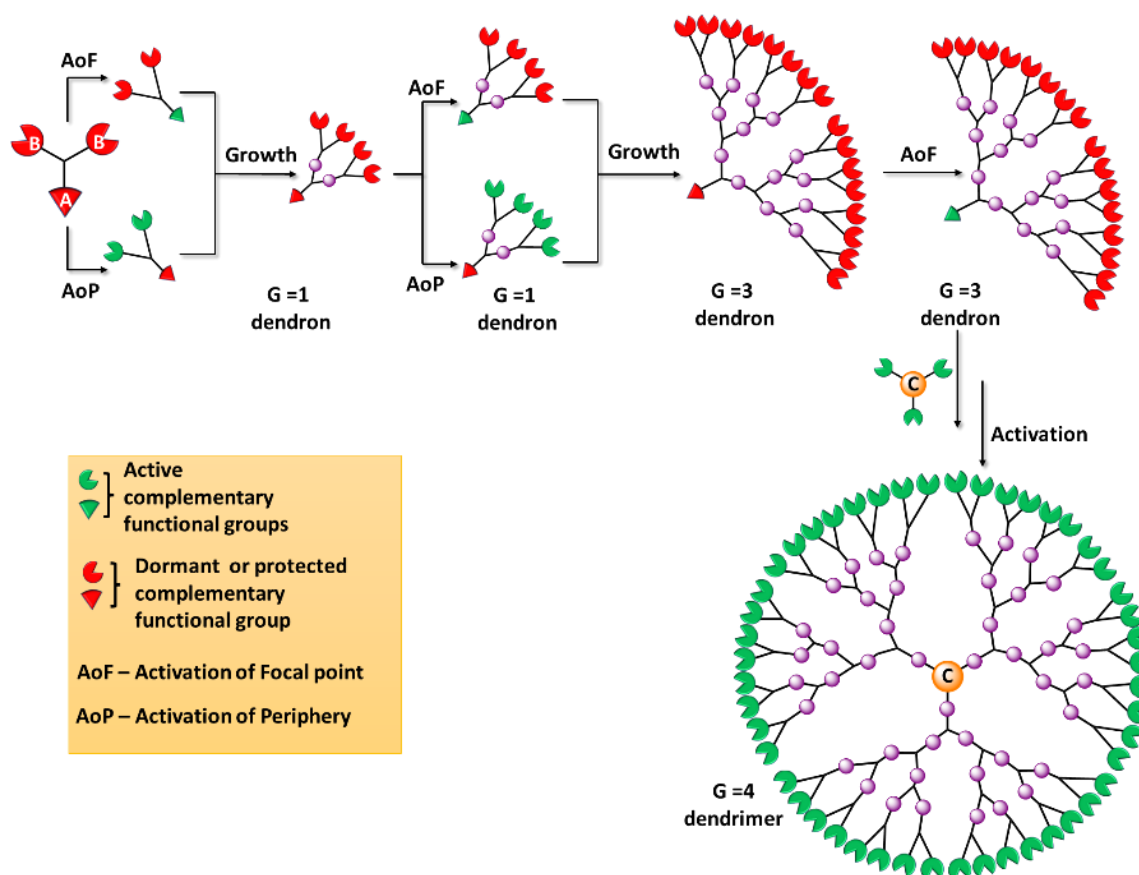 AoF
B
B
A
AoP
Growth
G =1
dendron
AoF
AoP
G =1
dendron
Growth
G =3
dendron
AoF
G =3
dendron
C
Activation
Active
complementary
functional groups
Dormant or protected
complementary
functional group
AoF – Activation of Focal point
AoP – Activation of Periphery
C
G =4
dendrimer